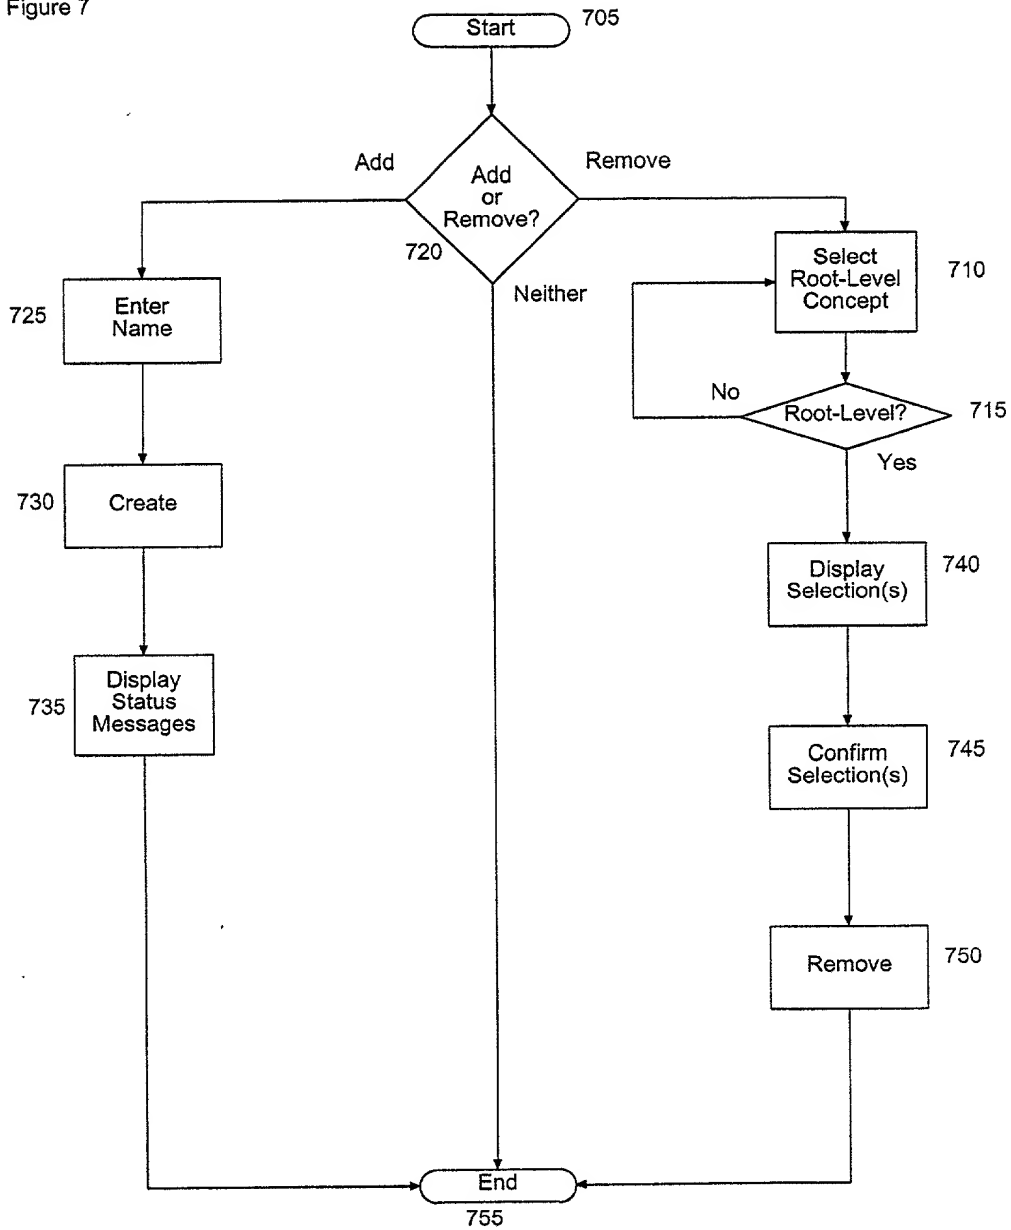 Figure 7
Start
705
Add
or
Remove?
720
Add
Remove
Neither
Enter
Name
725
Create
730
Display
Status
Messages
735
Select
Root-Level
Concept
710
Root-Level?
715
No
Yes
Display
Selection(s)
740
Confirm
Selection(s)
745
Remove
750
End
755